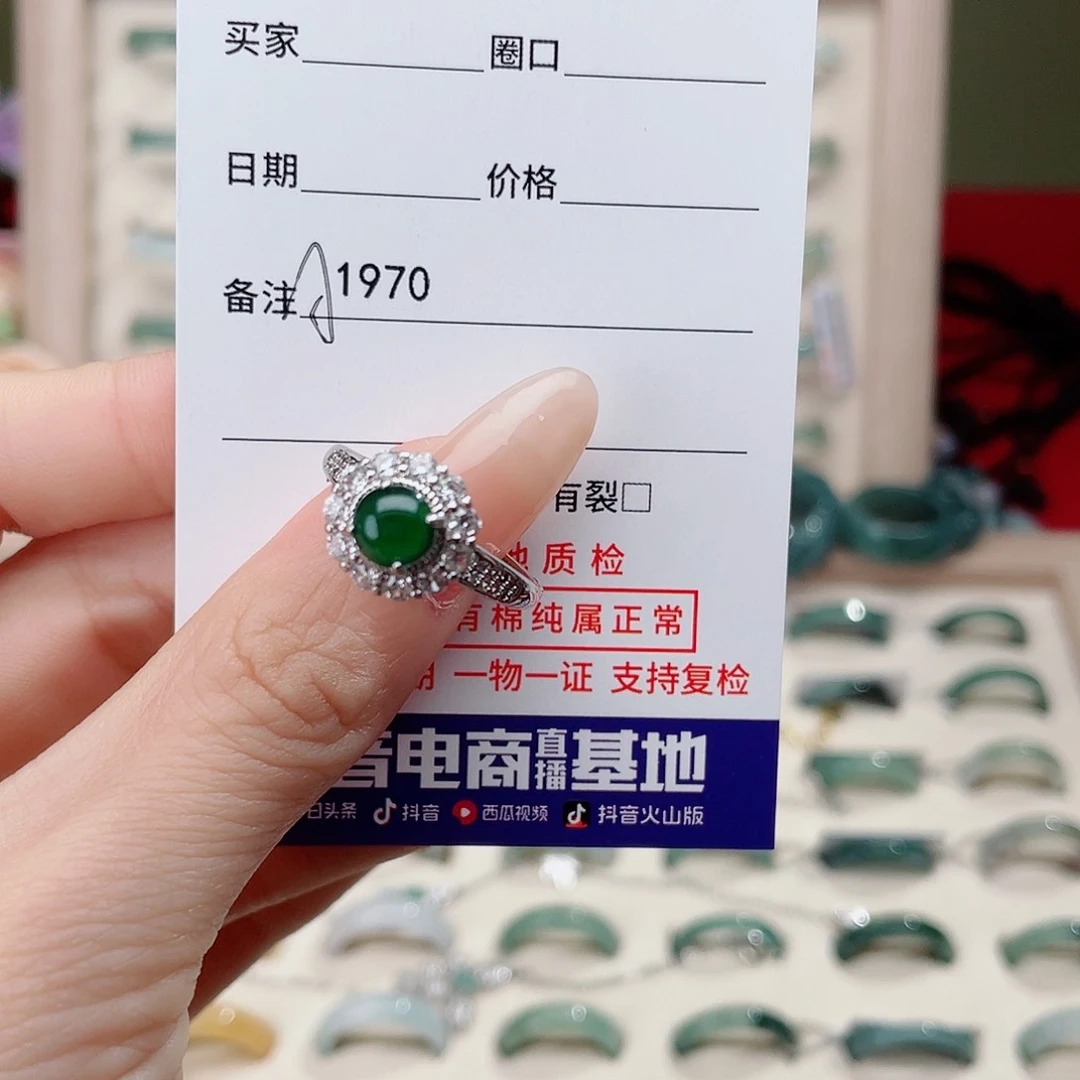 买家 圈口
日期 价格
备注 1970
有裂□
地质检
有棉纯属正常
期 一物一证 支持复检
音电商直播基地
日头条 抖音 西瓜视频 抖音火山版